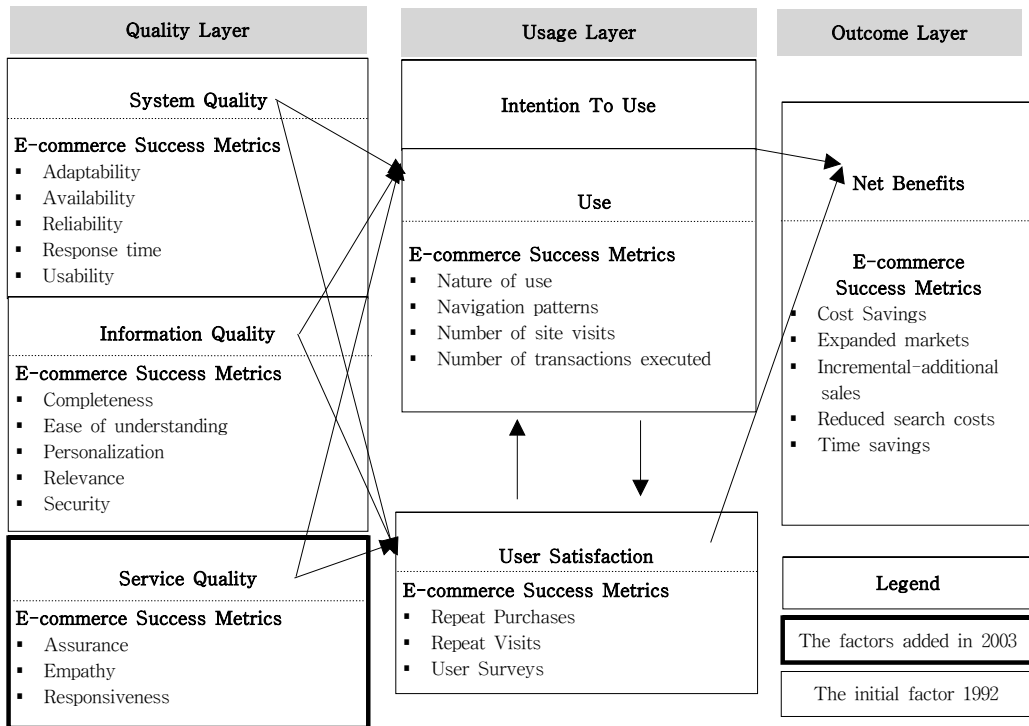 Quality Layer
System Quality
E-commerce Success Metrics
▪ Adaptability
▪ Availability
▪ Reliability
▪ Response time
▪ Usability
Information Quality
E-commerce Success Metrics
▪ Completeness
▪ Ease of understanding
▪ Personalization
▪ Relevance
▪ Security
Service Quality
E-commerce Success Metrics
▪ Assurance
▪ Empathy
▪ Responsiveness
Usage Layer
Intention To Use
Use
E-commerce Success Metrics
▪ Nature of use
▪ Navigation patterns
▪ Number of site visits
▪ Number of transactions executed
User Satisfaction
E-commerce Success Metrics
▪ Repeat Purchases
▪ Repeat Visits
▪ User Surveys
Outcome Layer
Net Benefits
E-commerce
Success Metrics
▪ Cost Savings
▪ Expanded markets
▪ Incremental-additional
sales
▪ Reduced search costs
▪ Time savings
Legend
The factors added in 2003
The initial factor 1992